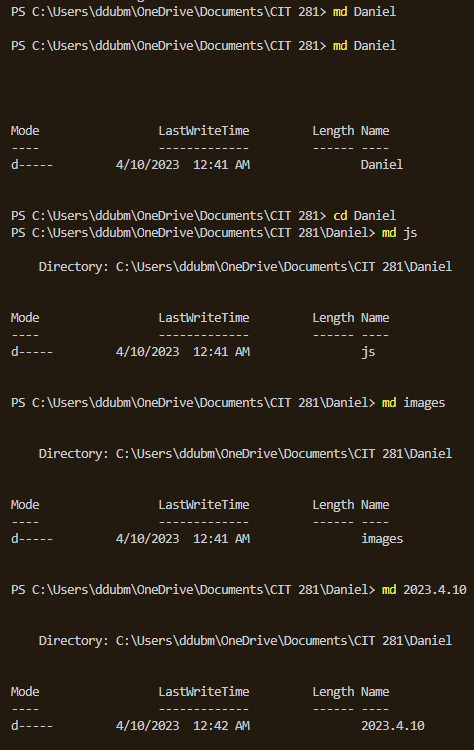 PS C:\Users\ddubm\OneDrive\Documents\CIT 281> md Daniel
PS C:\Users\ddubm\OneDrive\Documents\CIT 281> md Daniel
Mode                 LastWriteTime         Length Name
----                 -------------         ------ ----
d-----         4/10/2023  12:41 AM                Daniel
PS C:\Users\ddubm\OneDrive\Documents\CIT 281> cd Daniel
PS C:\Users\ddubm\OneDrive\Documents\CIT 281\Daniel> md js
    Directory: C:\Users\ddubm\OneDrive\Documents\CIT 281\Daniel
Mode                 LastWriteTime         Length Name
----                 -------------         ------ ----
d-----         4/10/2023  12:41 AM                js
PS C:\Users\ddubm\OneDrive\Documents\CIT 281\Daniel> md images
    Directory: C:\Users\ddubm\OneDrive\Documents\CIT 281\Daniel
Mode                 LastWriteTime         Length Name
----                 -------------         ------ ----
d-----         4/10/2023  12:41 AM                images
PS C:\Users\ddubm\OneDrive\Documents\CIT 281\Daniel> md 2023.4.10
    Directory: C:\Users\ddubm\OneDrive\Documents\CIT 281\Daniel
Mode                 LastWriteTime         Length Name
----                 -------------         ------ ----
d-----         4/10/2023  12:42 AM                2023.4.10